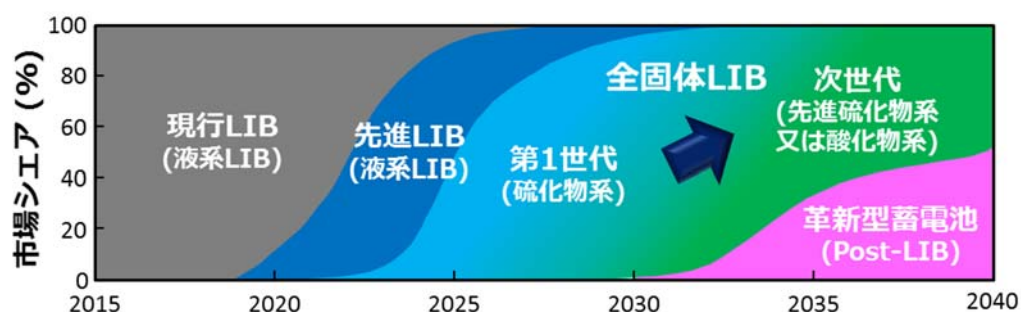 市場シェア (%)
100
80
60
40
20
0
現行LIB
(液系LIB)
先進LIB
(液系LIB)
第1世代
(硫化物系)
全固体LIB
次世代
(先進硫化物系
又は酸化物系)
革新型蓄電池
(Post-LIB)
2015
2020
2025
2030
2035
2040